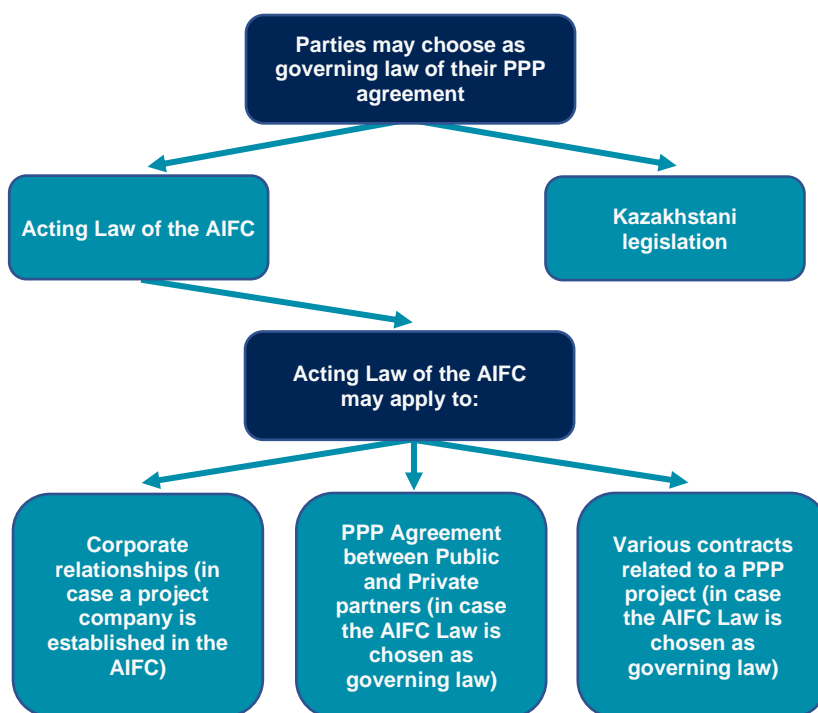 Parties may choose as
governing law of their PPP
agreement
Acting Law of the AIFC
Kazakhstani
legislation
Acting Law of the AIFC
may apply to:
Corporate
relationships (in
case a project
company is
established in the
AIFC)
PPP Agreement
between Public
and Private
partners (in case
the AIFC Law is
chosen as
governing law)
Various contracts
related to a PPP
project (in case
the AIFC Law is
chosen as
governing law)